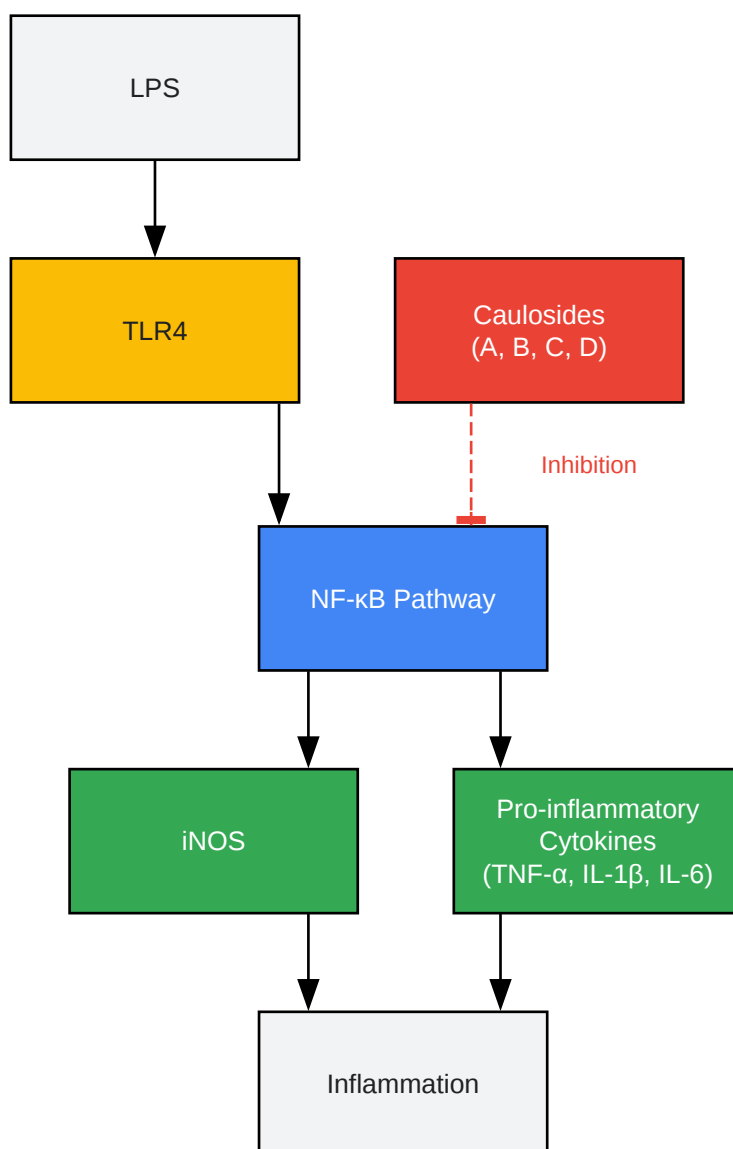 LPS
TLR4
Caulosides
(A, B, C, D)
Inhibition
NF-κB Pathway
iNOS
Pro-inflammatory
Cytokines
(TNF-α, IL-1β, IL-6)
Inflammation